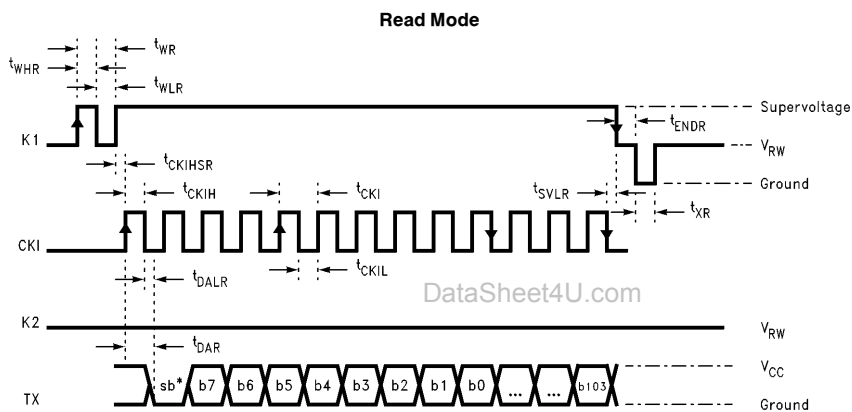 Read Mode
tWR
tWHR
tWLR
Supervoltage
tENDR
K1
VRW
tCKIHSR
Ground
tCKIH
tCKI
tSVLR
tXR
CKI
tCKIL
tDALR
DataSheet4U.com
K2
VRW
tDAR
VCC
TX
sb* b7 b6 b5 b4 b3 b2 b1 b0 ... ... b103
Ground